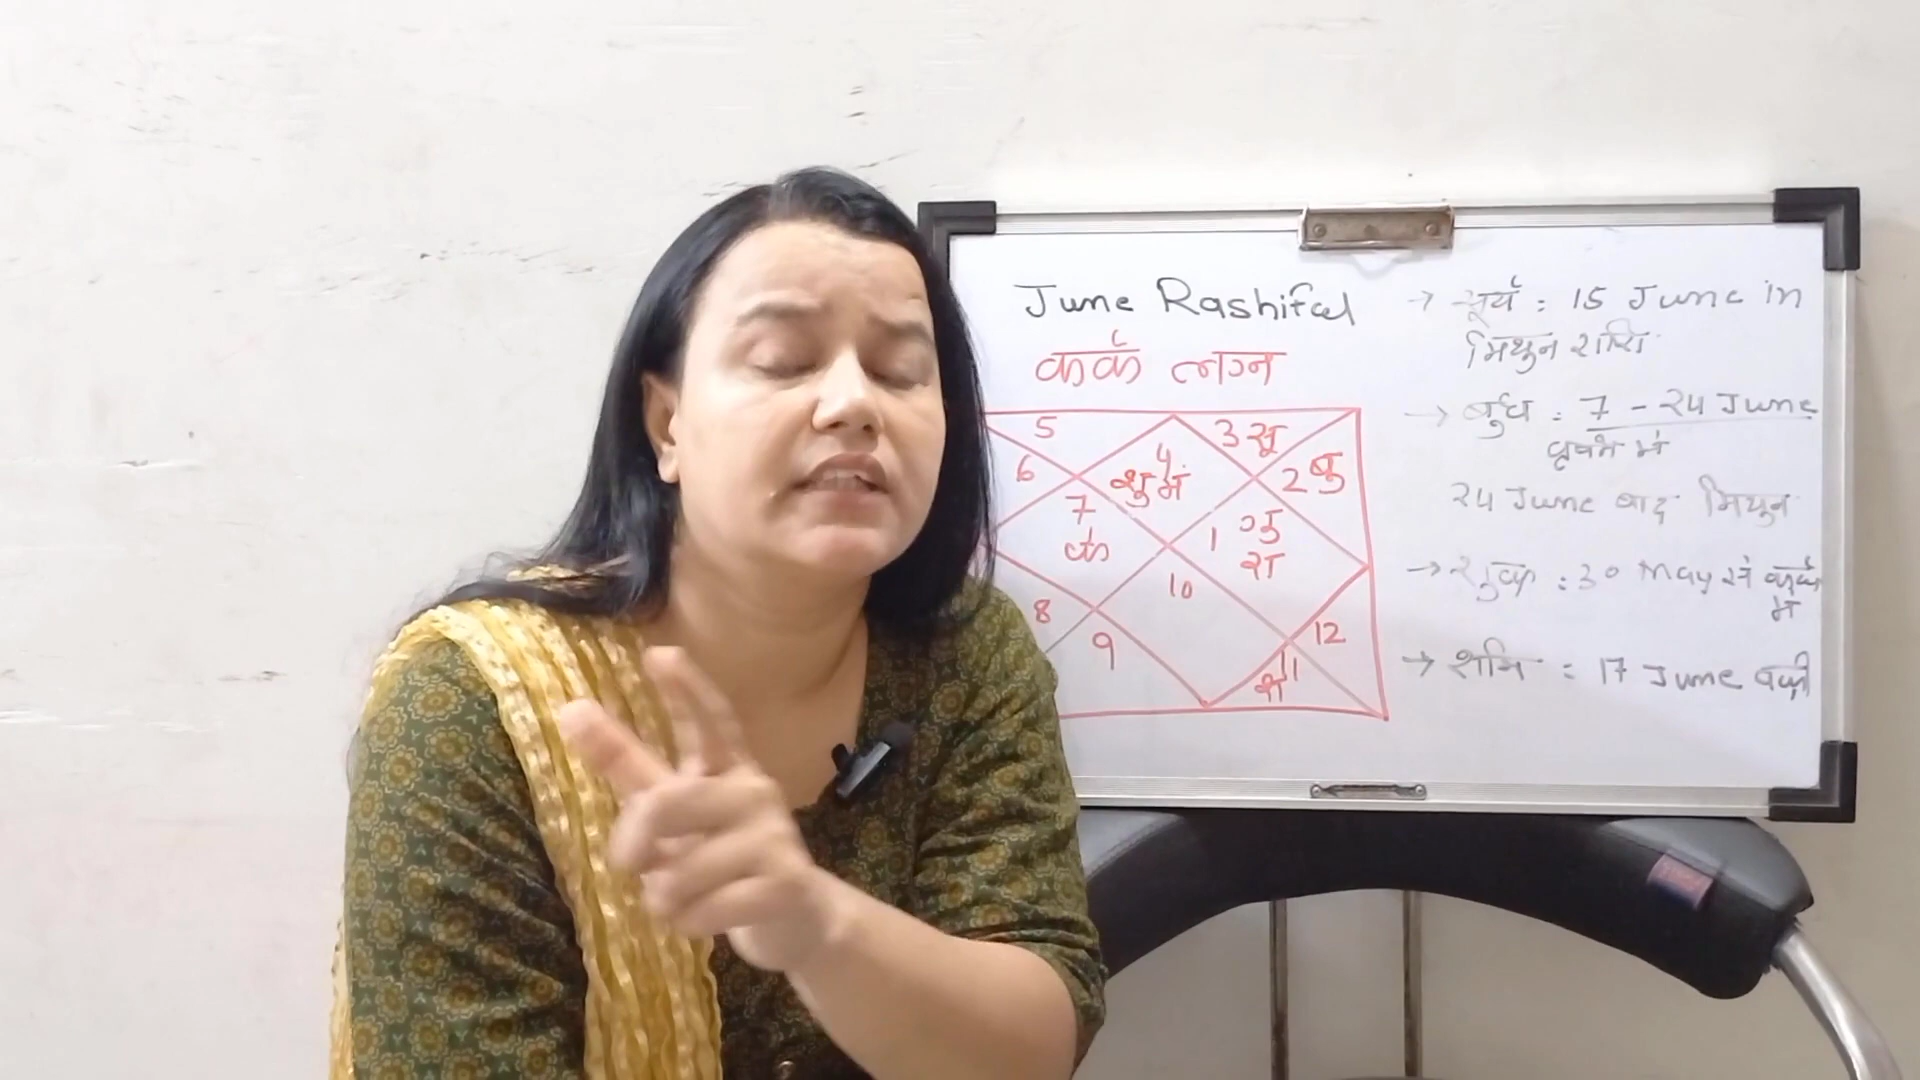 June Rashifal
कर्क लग्न
5
3 सू
6
4
शु मं
2 बु
7
के
1 गु
रा
10
8
9
12
11
श
→ सूर्य : 15 June in
मिथुन राशि
→ बुध : 7 - 24 June
वृषभ में
24 June बाद मिथुन
→ शुक्र : 30 May से कर्क
में
→ शनि = 17 June वक्री